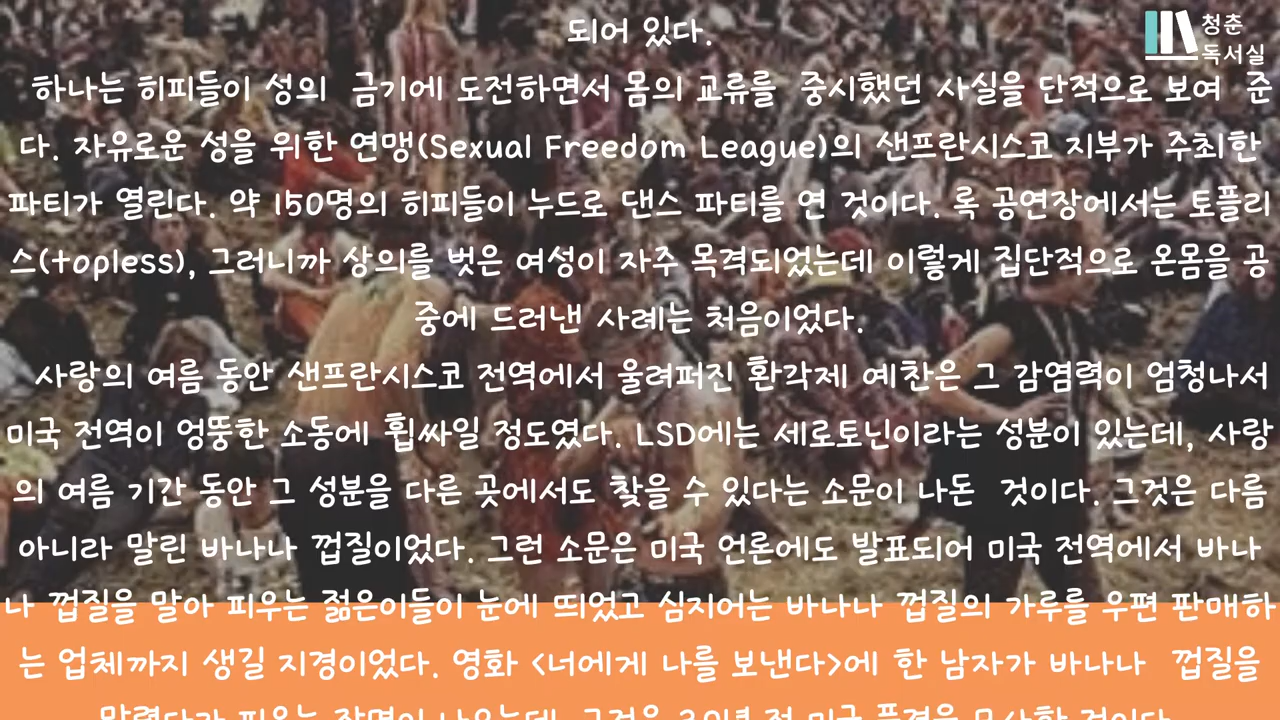 되어 있다.
청춘
독서실
하나는 히피들이 성의 금기에 도전하면서 몸의 교류를 중시했던 사실을 단적으로 보여 준
다. 자유로운 성을 위한 연맹(Sexual Freedom League)의 샌프란시스코 지부가 주최한
파티가 열린다. 약 150명의 히피들이 누드로 댄스 파티를 연 것이다. 록 공연장에서는 토플리
스(topless), 그러니까 상의를 벗은 여성이 자주 목격되었는데 이렇게 집단적으로 온몸을 공
중에 드러낸 사례는 처음이었다.
사랑의 여름 동안 샌프란시스코 전역에서 울려퍼진 환각제 예찬은 그 감염력이 엄청나서
미국 전역이 엉뚱한 소동에 휩싸일 정도였다. LSD에는 세로토닌이라는 성분이 있는데, 사랑
의 여름 기간 동안 그 성분을 다른 곳에서도 찾을 수 있다는 소문이 나돈 것이다. 그것은 다름
아니라 말린 바나나 껍질이었다. 그런 소문은 미국 언론에도 발표되어 미국 전역에서 바나
나 껍질을 말아 피우는 젊은이들이 눈에 띄었고 심지어는 바나나 껍질의 가루를 우편 판매하
는 업체까지 생길 지경이었다. 영화 <너에게 나를 보낸다>에 한 남자가 바나나 껍질을